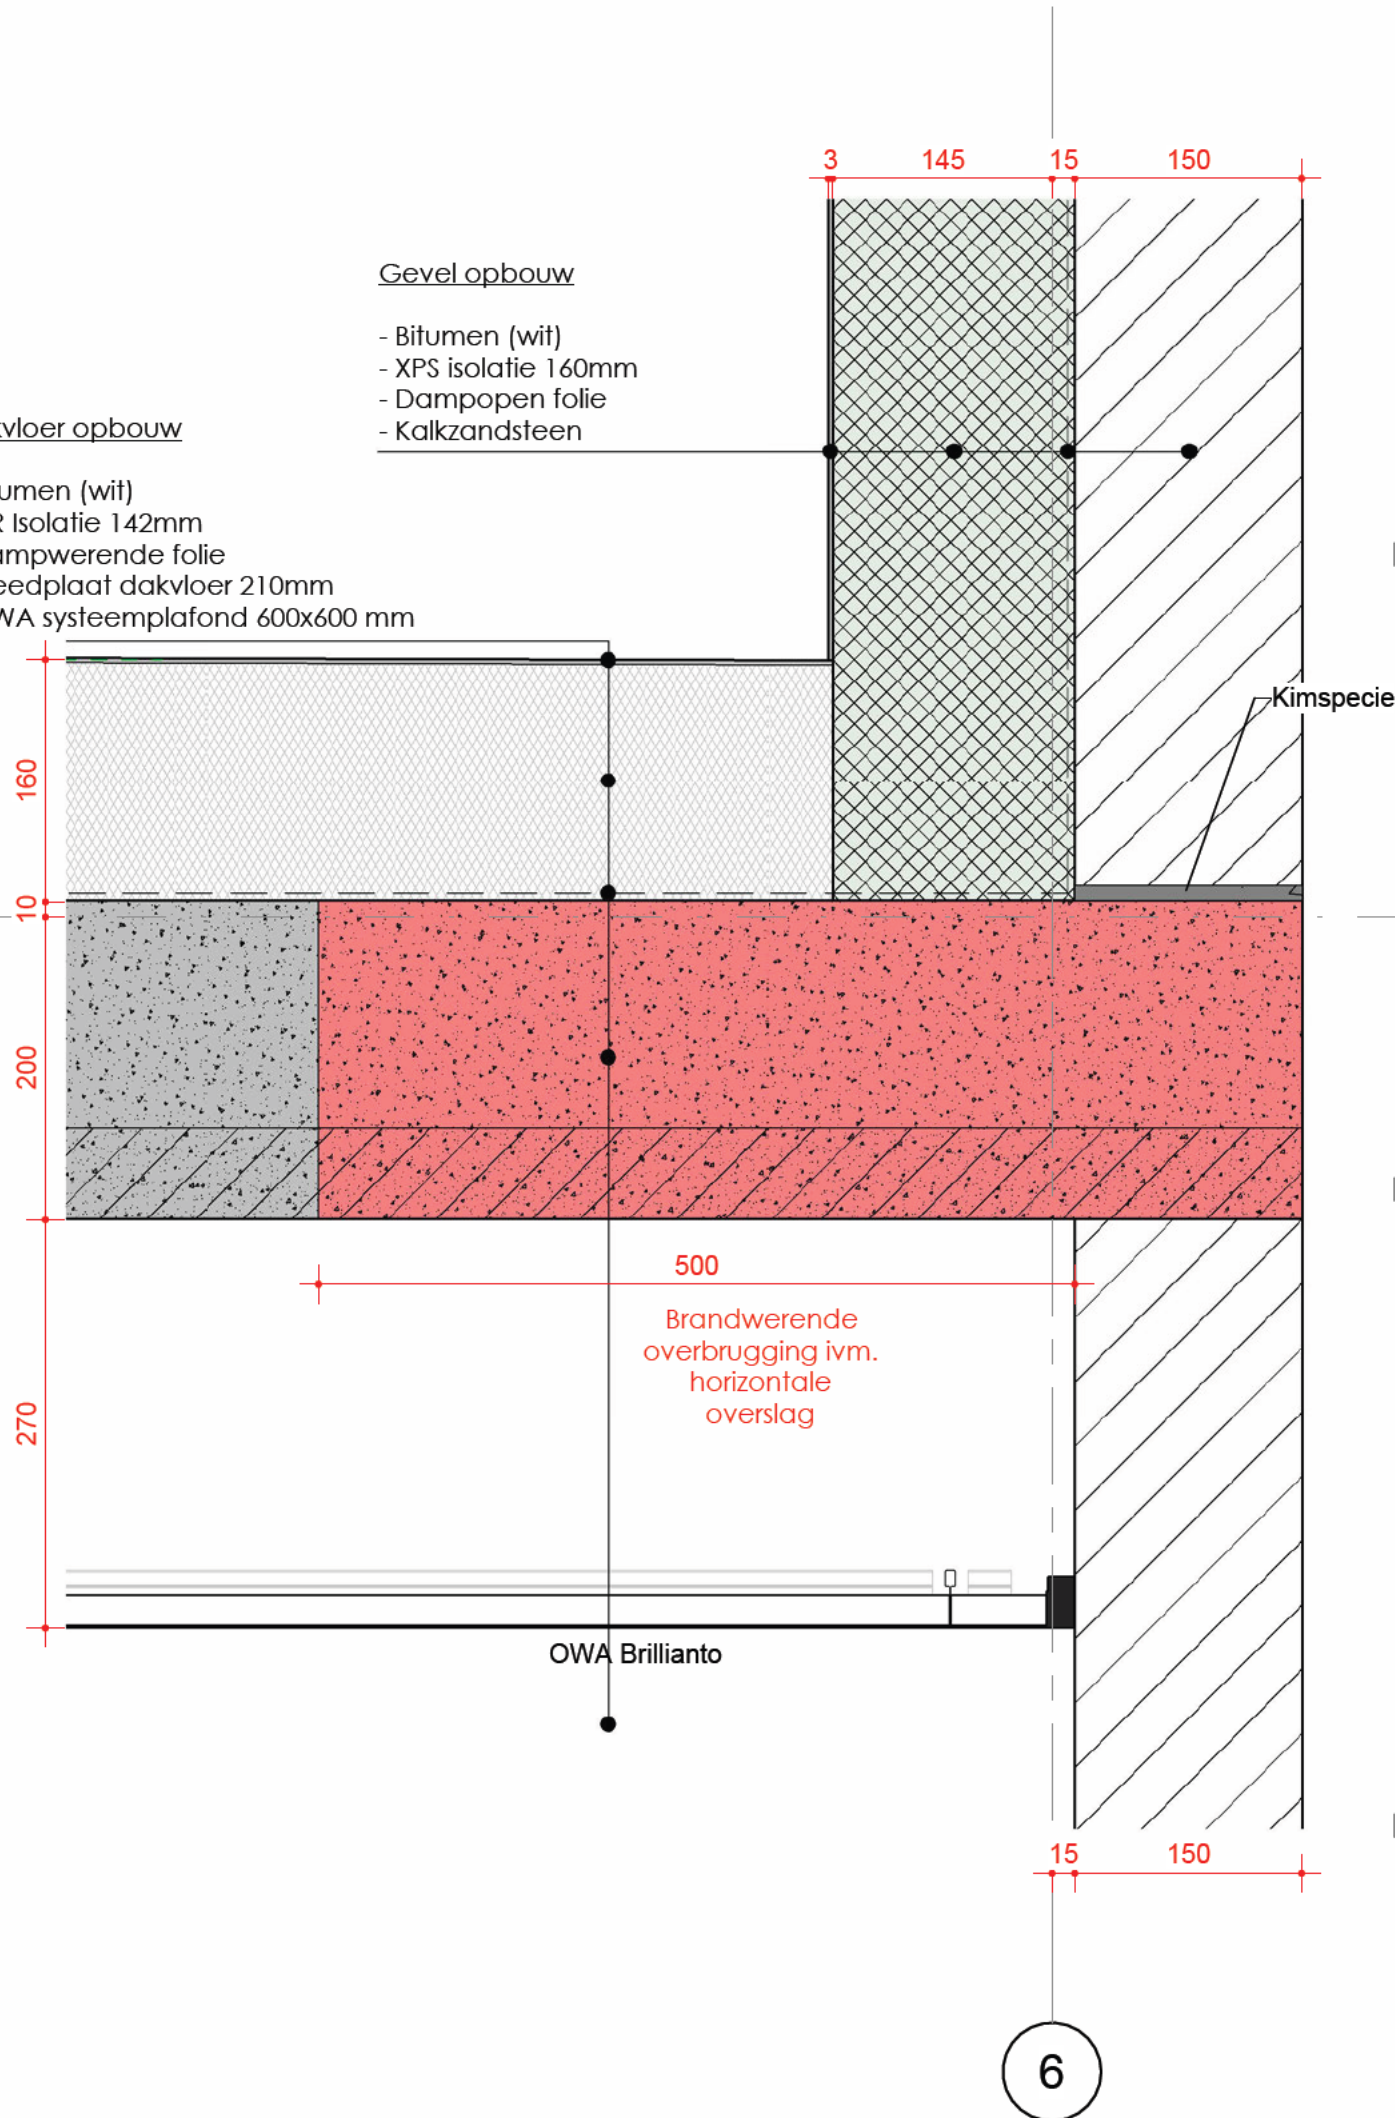 3 145 15 150
Gevel opbouw
- Bitumen (wit)
- XPS isolatie 160mm
- Dampopen folie
- Kalkzandsteen
vloer opbouw
umen (wit)
R Isolatie 142mm
ampwerende folie
eedplaat dakvloer 210mm
WA systeemplafond 600x600 mm
Kimspecie
160
10
200
270
500
Brandwerende
overbrugging ivm.
horizontale
overslag
OWA Brillianto
15 150
6